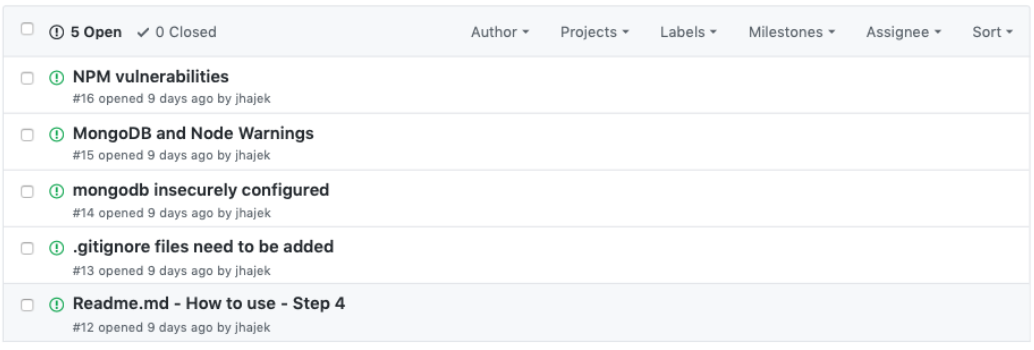 5 Open 0 Closed Author Projects Labels Milestones Assignee Sort
NPM vulnerabilities
#16 opened 9 days ago by jhajek
MongoDB and Node Warnings
#15 opened 9 days ago by jhajek
mongodb insecurely configured
#14 opened 9 days ago by jhajek
.gitignore files need to be added
#13 opened 9 days ago by jhajek
Readme.md - How to use - Step 4
#12 opened 9 days ago by jhajek